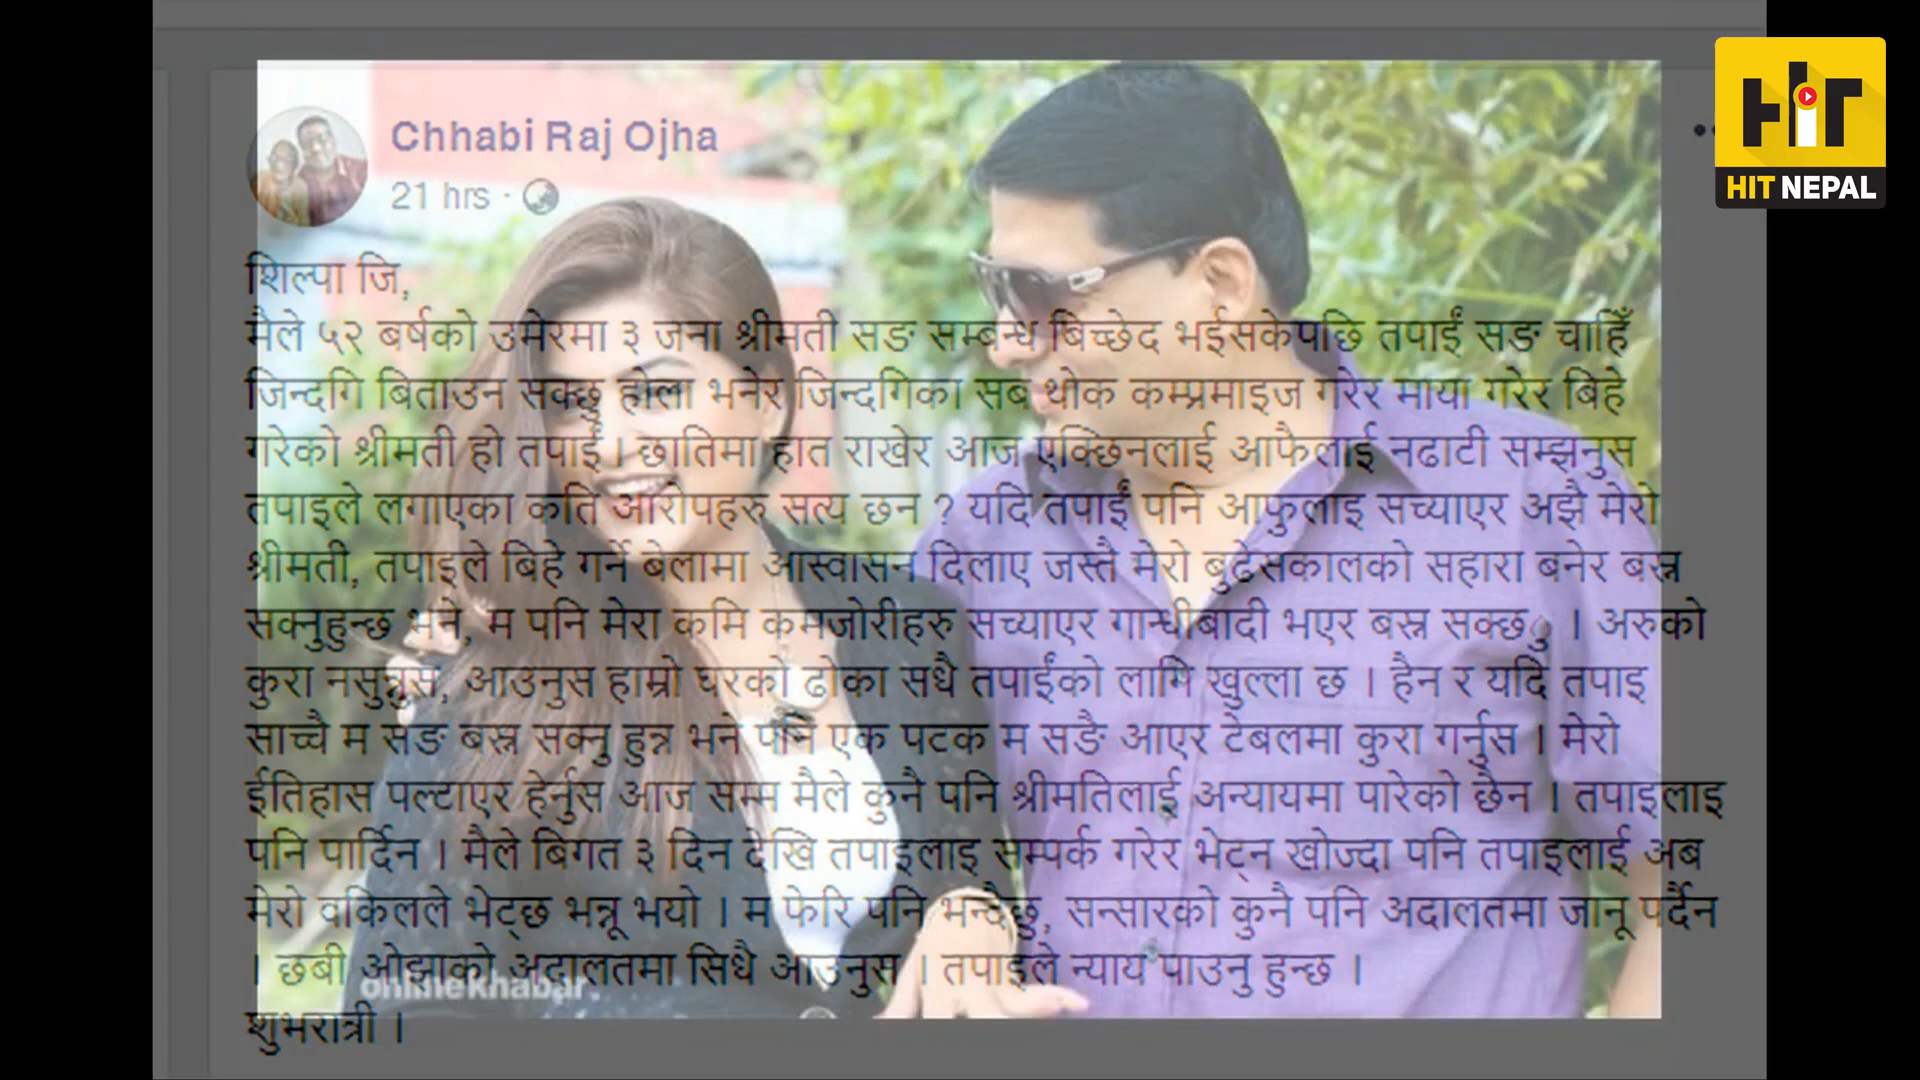 HiT
HIT NEPAL
Chhabi Raj Ojha
21 hrs ·
शिल्पा जि,
मैले ५२ बर्षको उमेरमा ३ जना श्रीमती सङ सम्बन्ध बिच्छेद भईसकेपछि तपाईं सङ चाहिँ
जिन्दगि बिताउन सक्छु होला भनेर जिन्दगिका सब थोक कम्प्रमाइज गरेर माया गरेर बिहे
गरेको श्रीमती हो तपाइ । छातिमा हात राखेर आज एक्छिनलाई आफैलाई नढाटी सम्झनुस
तपाइले लगाएका कति आरोपहरु सत्य छन ? यदि तपाईं पनि आफुलाइ सच्याएर अझै मेरो
श्रीमती, तपाइले बिहे गर्ने बेलामा आस्वासन दिलाए जस्तै मेरो बुढेसकालको सहारा बनेर बस्न
सक्नुहुन्छ भने, म पनि मेरा कमि कमजोरीहरु सच्याएर गान्धीबादी भएर बस्न सक्छु । अरुको
कुरा नसुन्नुस, आउनुस हाम्रो घरको ढोका सधै तपाईंको लागि खुल्ला छ । हैन र यदि तपाइ
साच्चै म सङ बस्न सक्नु हुन्न भने पनि एक पटक म सङै आएर टेबलमा कुरा गर्नुस । मेरो
ईतिहास पल्टाएर हेर्नुस आज सम्म मैले कुनै पनि श्रीमतिलाई अन्यायमा पारेको छैन । तपाइलाइ
पनि पार्दिन । मैले बिगत ३ दिन देखि तपाइलाइ सम्पर्क गरेर भेट्न खोज्दा पनि तपाइलाई अब
मेरो वकिलले भेट्छ भन्नू भयो । म फेरि पनि भन्दैछु, सन्सारको कुनै पनि अदालतमा जानू पर्दैन
। छबी ओझाको अदालतमा सिधै आउनुस । तपाइले न्याय पाउनु हुन्छ ।
onlinekhabar.
शुभरात्री ।